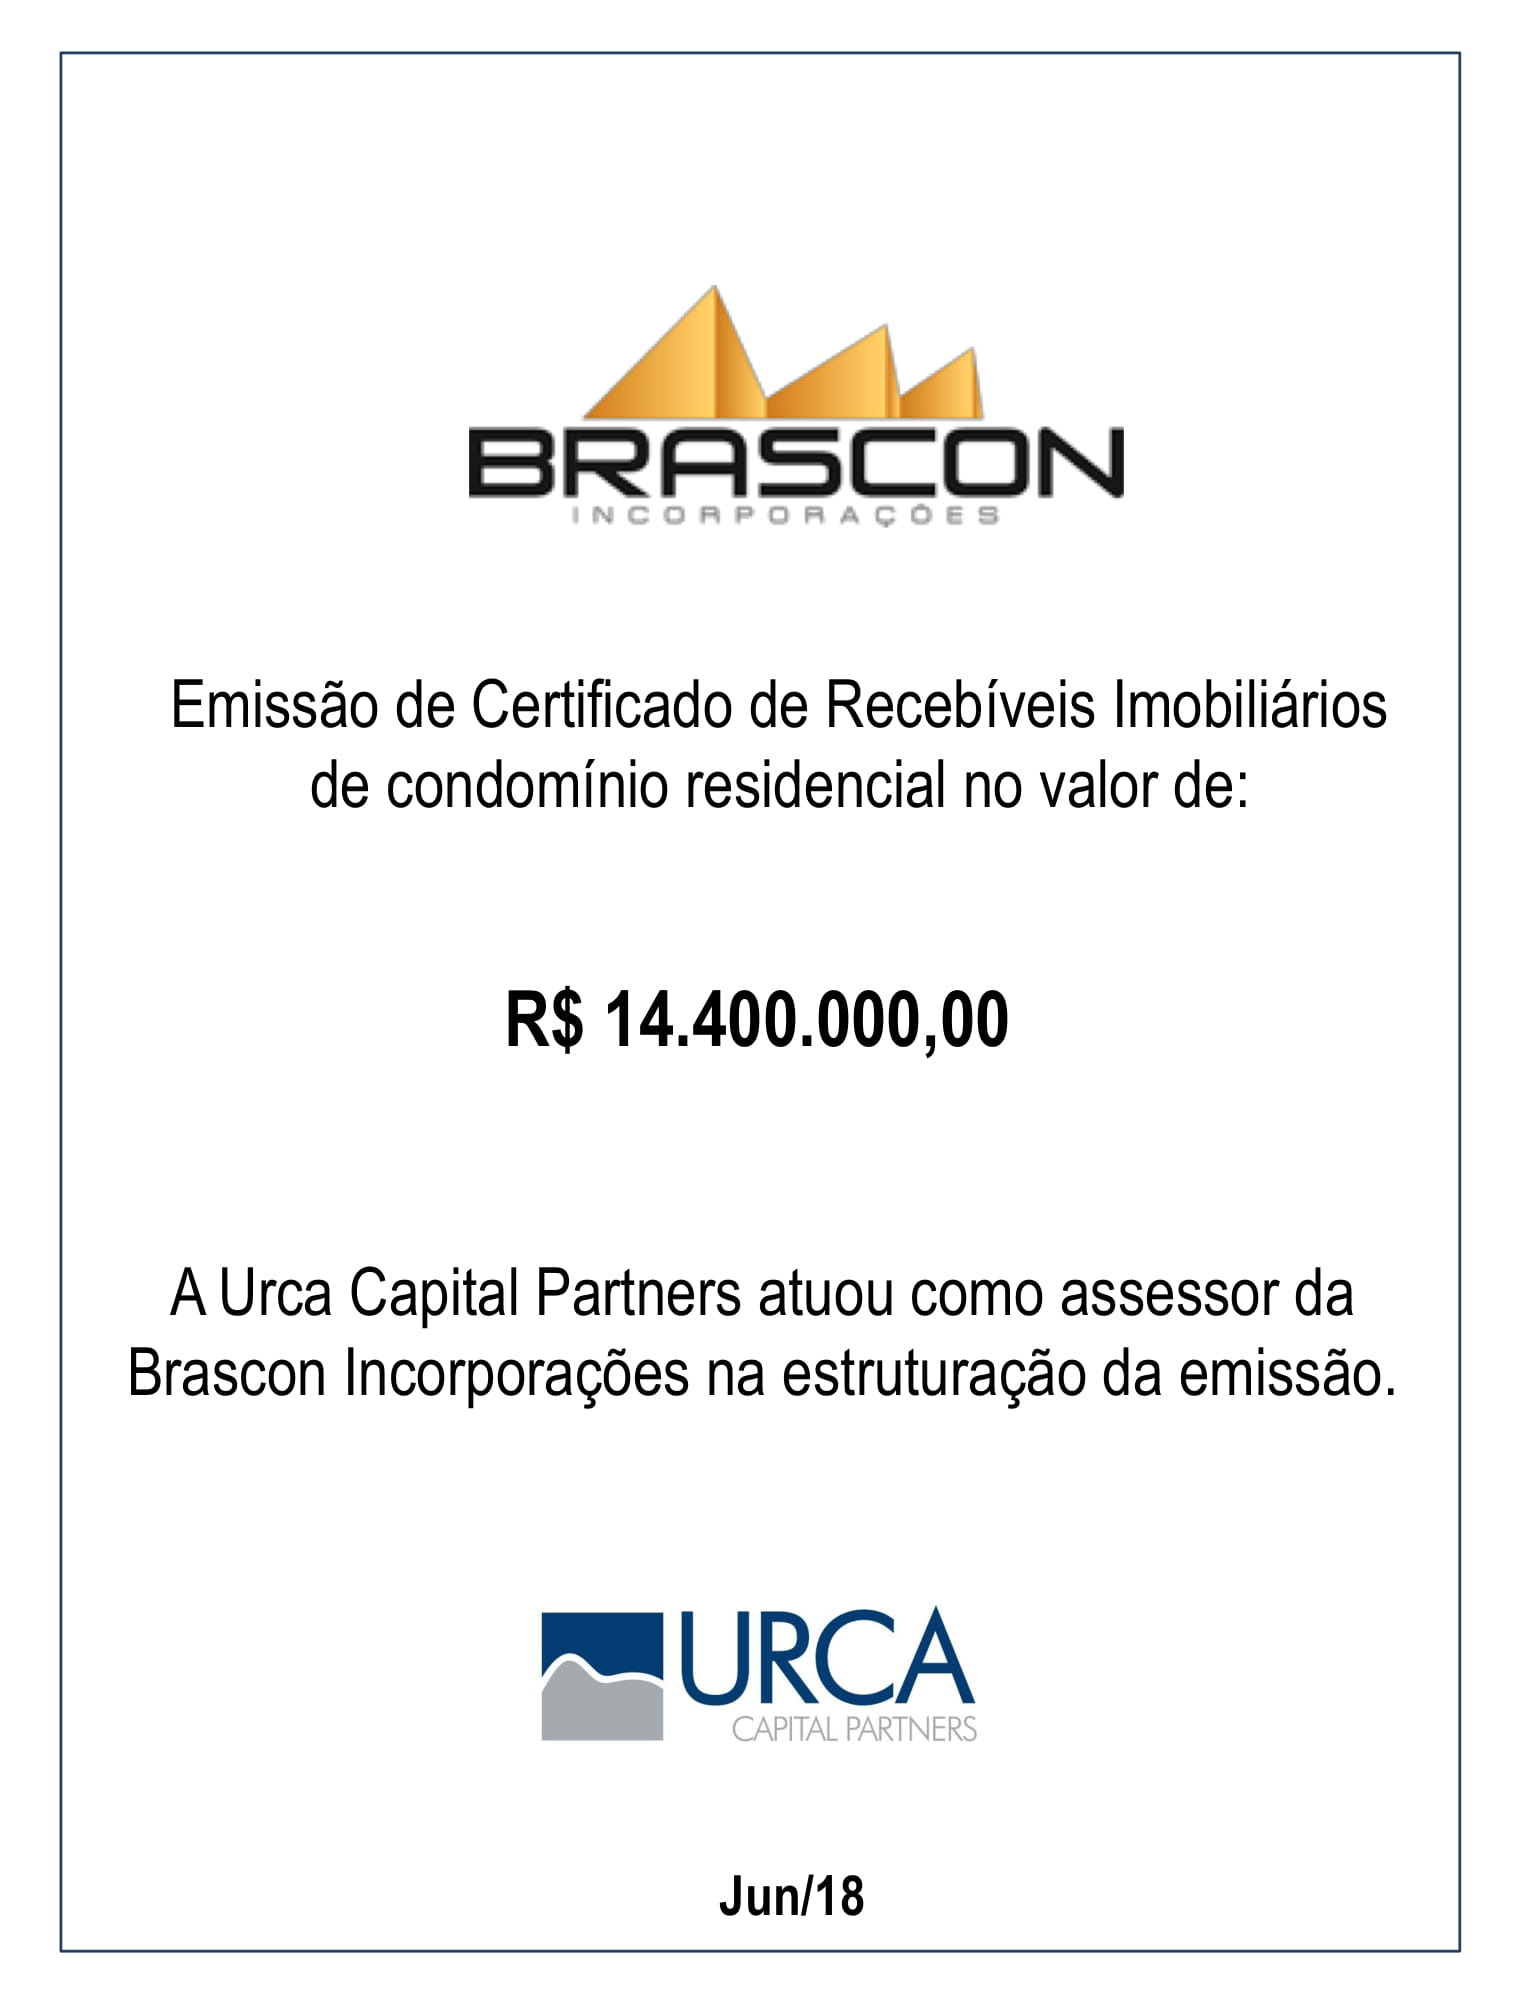 BRASCON
INCORPORAÇÕES
Emissão de Certificado de Recebíveis Imobiliários
de condomínio residencial no valor de:
R$ 14.400.000,00
A Urca Capital Partners atuou como assessor da
Brascon Incorporações na estruturação da emissão.
URCA
CAPITAL PARTNERS
Jun/18